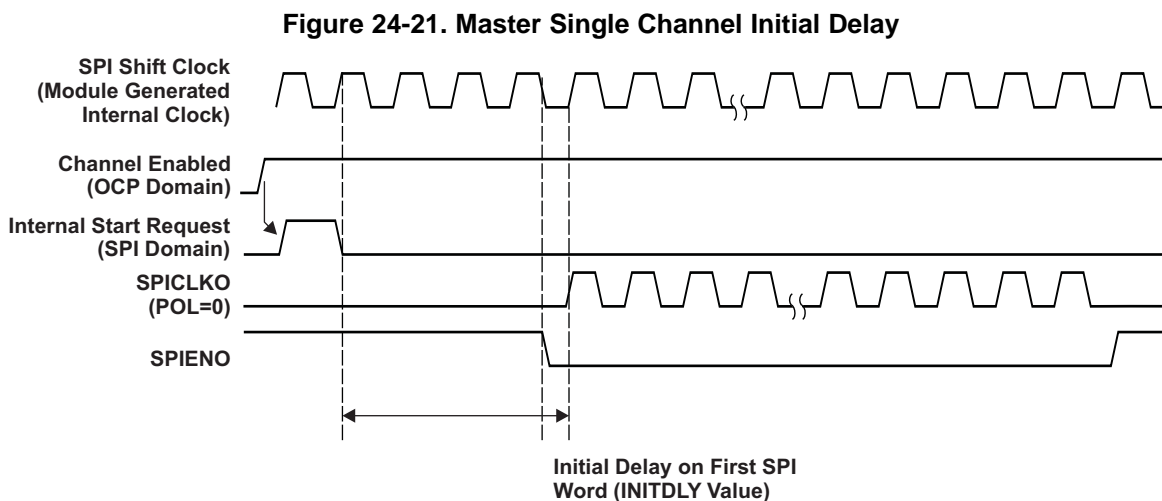 Figure 24-21. Master Single Channel Initial Delay
SPI Shift Clock
(Module Generated
Internal Clock)
Channel Enabled
(OCP Domain)
Internal Start Request
(SPI Domain)
SPICLKO
(POL=0)
SPIENO
Initial Delay on First SPI
Word (INITDLY Value)